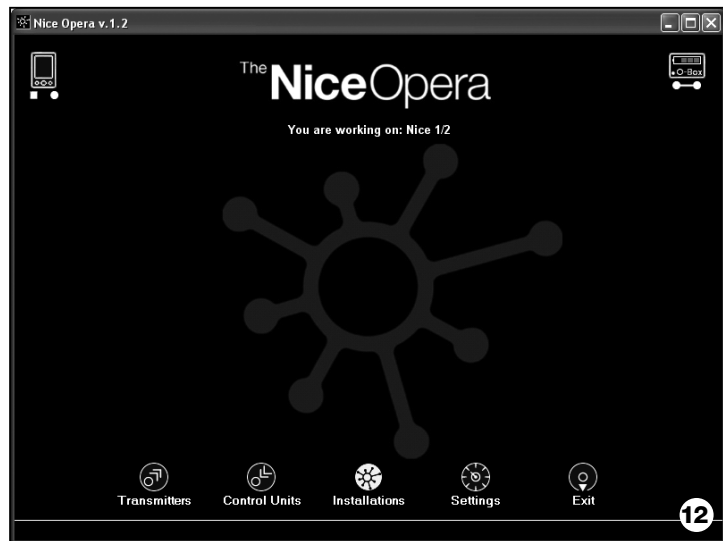 Nice Opera v.1.2
The NiceOpera
O-Box
You are working on: Nice 1/2
Transmitters Control Units Installations Settings Exit
12